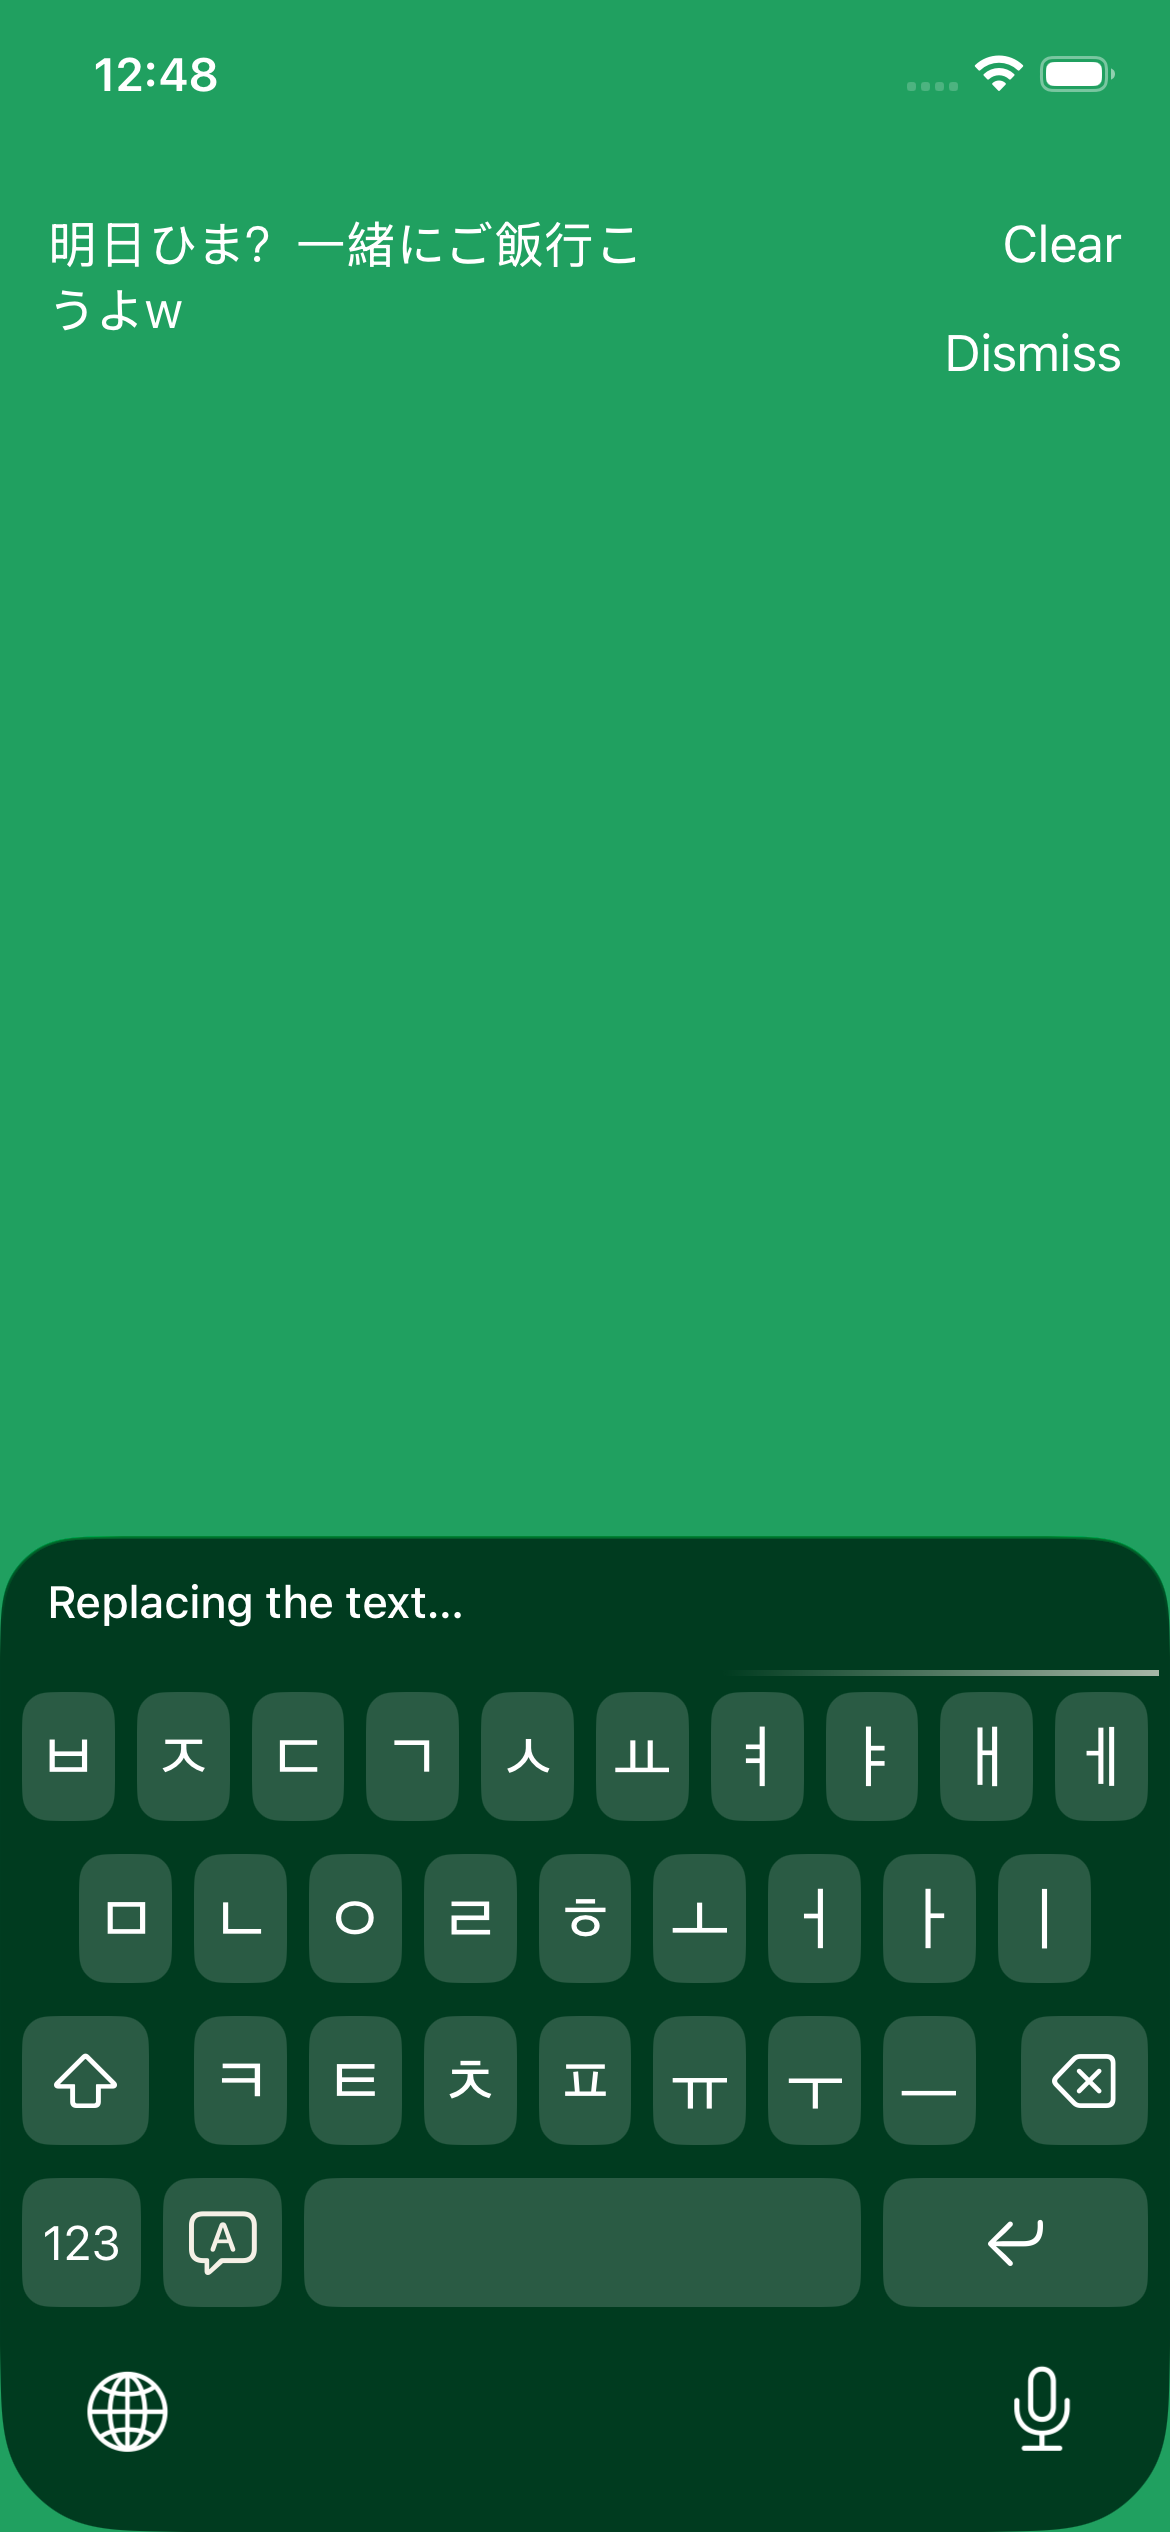 12:48
明日ひま？一緒にご飯行こ
うよw
Clear
Dismiss
Replacing the text...
ㅂ ㅈ ㄷ ㄱ ㅅ ㅛ ㅕ ㅑ ㅐ ㅔ
ㅁ ㄴ ㅇ ㄹ ㅎ ㅗ ㅓ ㅏ ㅣ
ㅋ ㅌ ㅊ ㅍ ㅠ ㅜ ㅡ
123 A